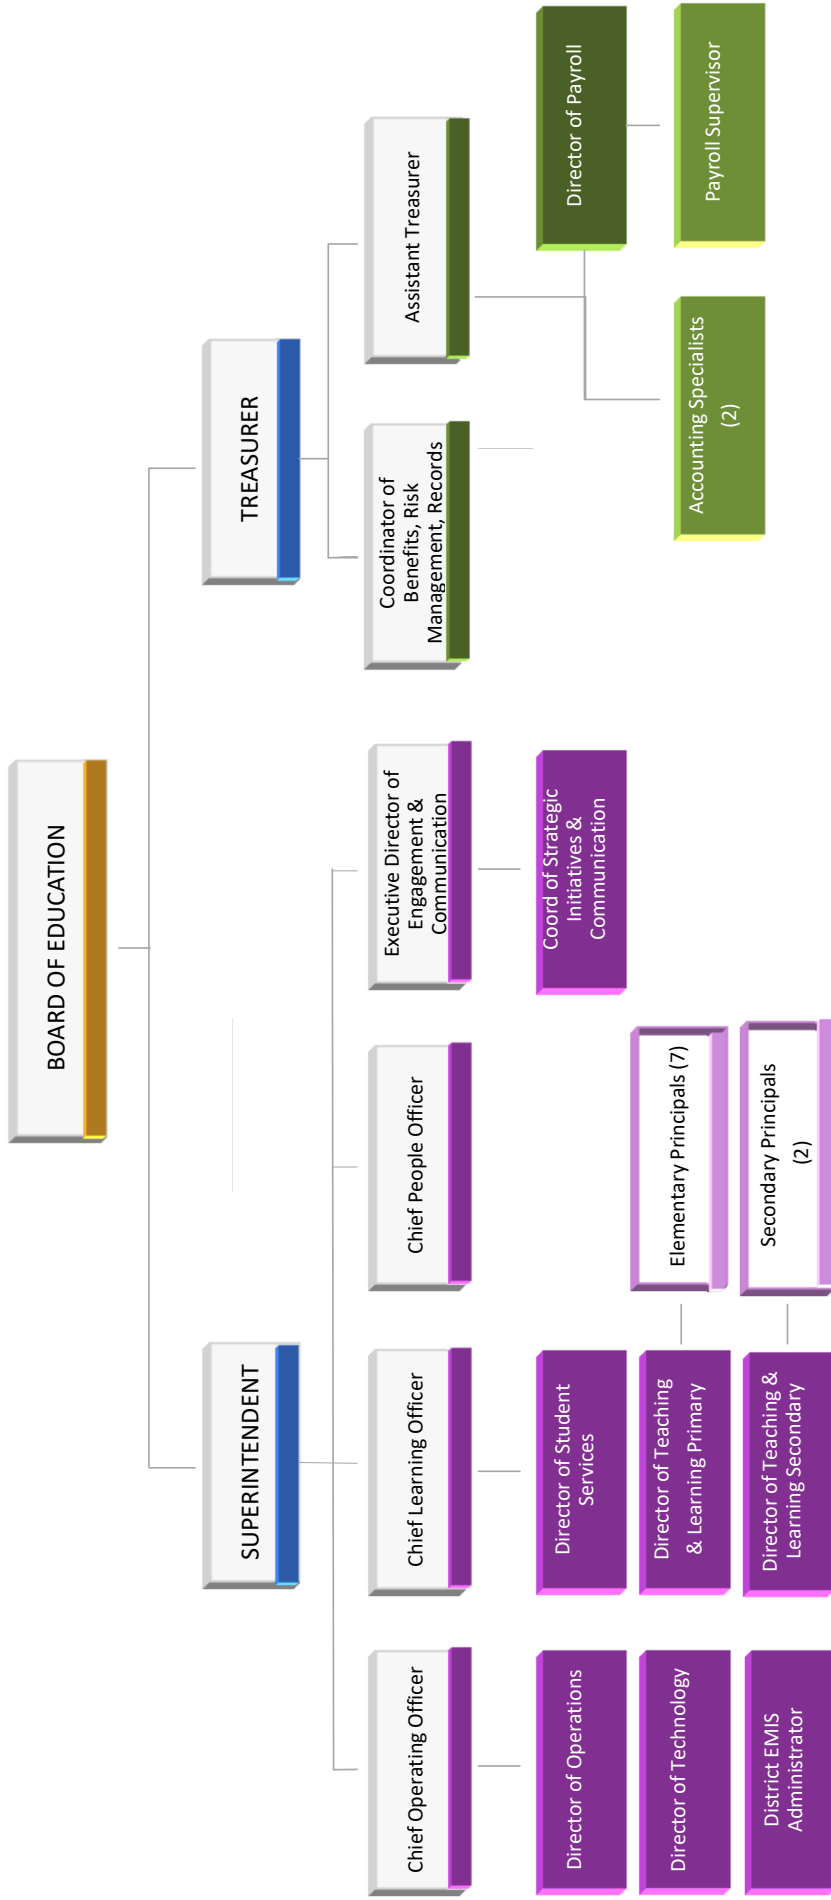 BOARD OF EDUCATION
SUPERINTENDENT
TREASURER
Chief Operating Officer
Chief Learning Officer
Chief People Officer
Executive Director of
Engagement &
Communication
Coordinator of
Benefits, Risk
Management, Records
Assistant Treasurer
Director of Operations
Director of Student
Services
Coord of Strategic
Initiatives &
Communication
Director of Payroll
Director of Technology
Director of Teaching
& Learning Primary
Elementary Principals (7)
Accounting Specialists
(2)
Payroll Supervisor
District EMIS
Administrator
Director of Teaching &
Learning Secondary
Secondary Principals
(2)